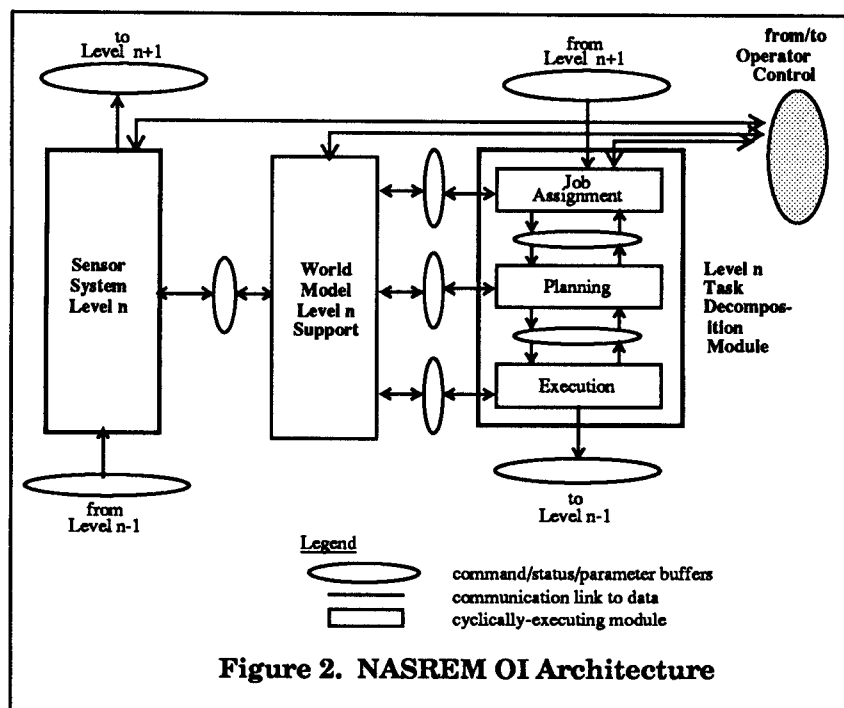 to
Level n+1
from
Level n+1
from/to
Operator
Control
Sensor
System
Level n
World
Model
Level n
Support
Job
Assignment
Planning
Execution
Level n
Task
Decompos-
ition
Module
from
Level n-1
to
Level n-1
Legend
command/status/parameter buffers
communication link to data
cyclically-executing module
Figure 2. NASREM OI Architecture